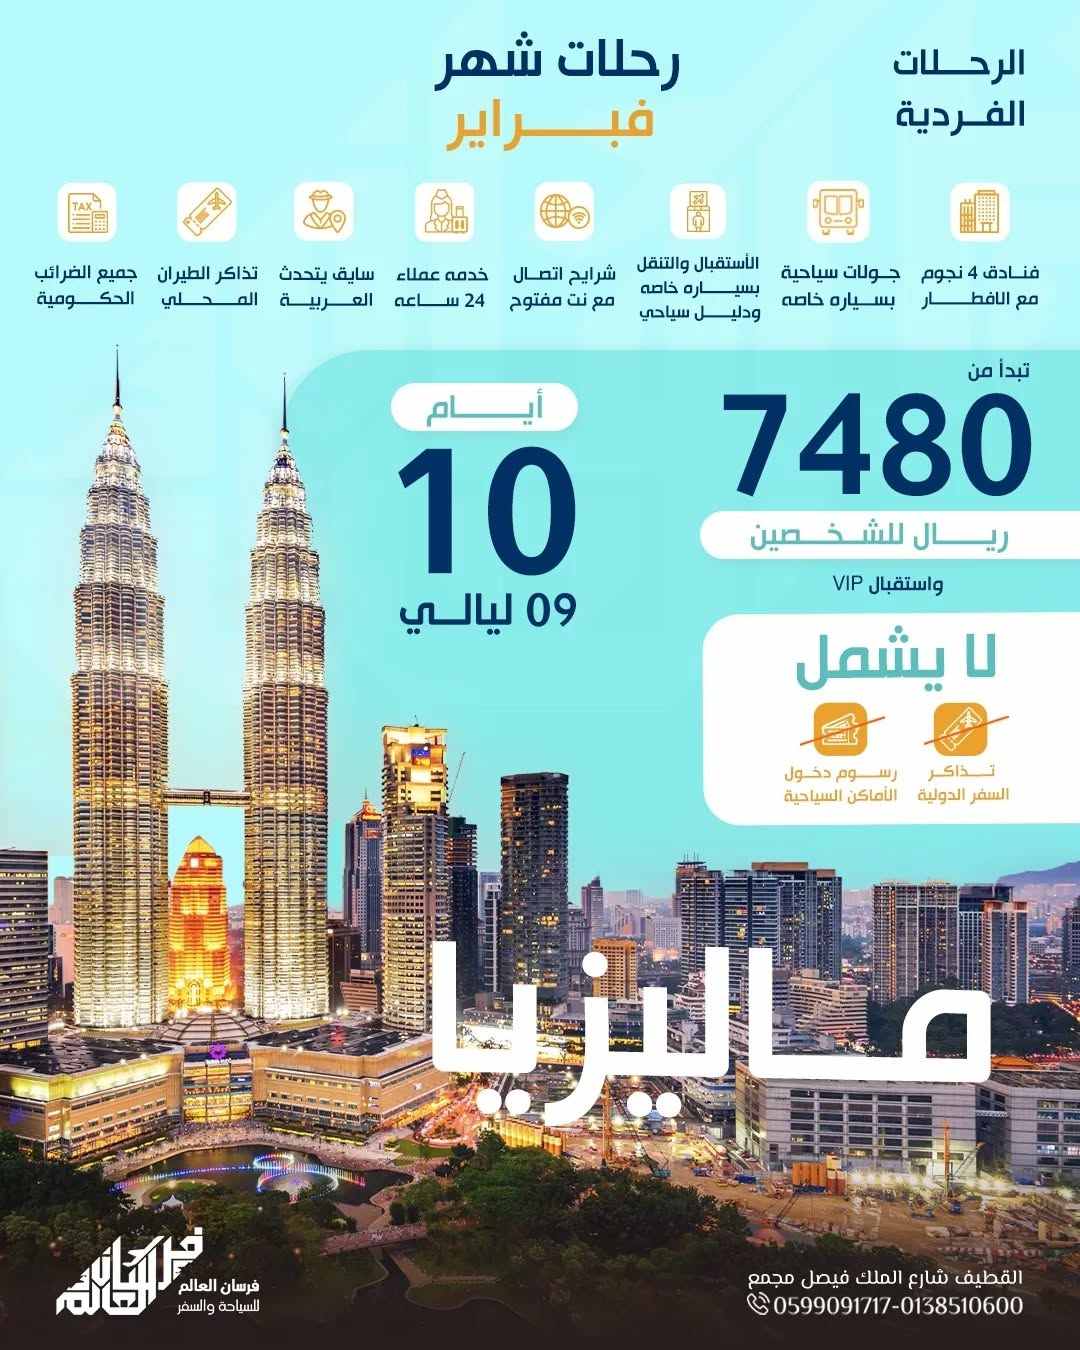 الرحلات
الفردية
رحلات شهر
فبراير
فنادق 4 نجوم
مع الافطار
جولات سياحية
بسياره خاصه
الأستقبال والتنقل
بسياره خاصه
ودليل سياحي
شرايح اتصال
مع نت مفتوح
خدمه عملاء
24 ساعه
سايق يتحدث
العربية
تذاكر الطيران
المحلي
TAX
جميع الضرائب
الحكومية
تبدأ من
7480
ريال للشخصين
واستقبال VIP
أيام
10
09 ليالي
لا يشمل
تذاكر
السفر الدولية
رسوم دخول
الأماكن السياحية
ماليزيا
القطيف شارع الملك فيصل مجمع
0599091717-0138510600
فرسان العالم
فرسان العالم
للسياحة والسفر